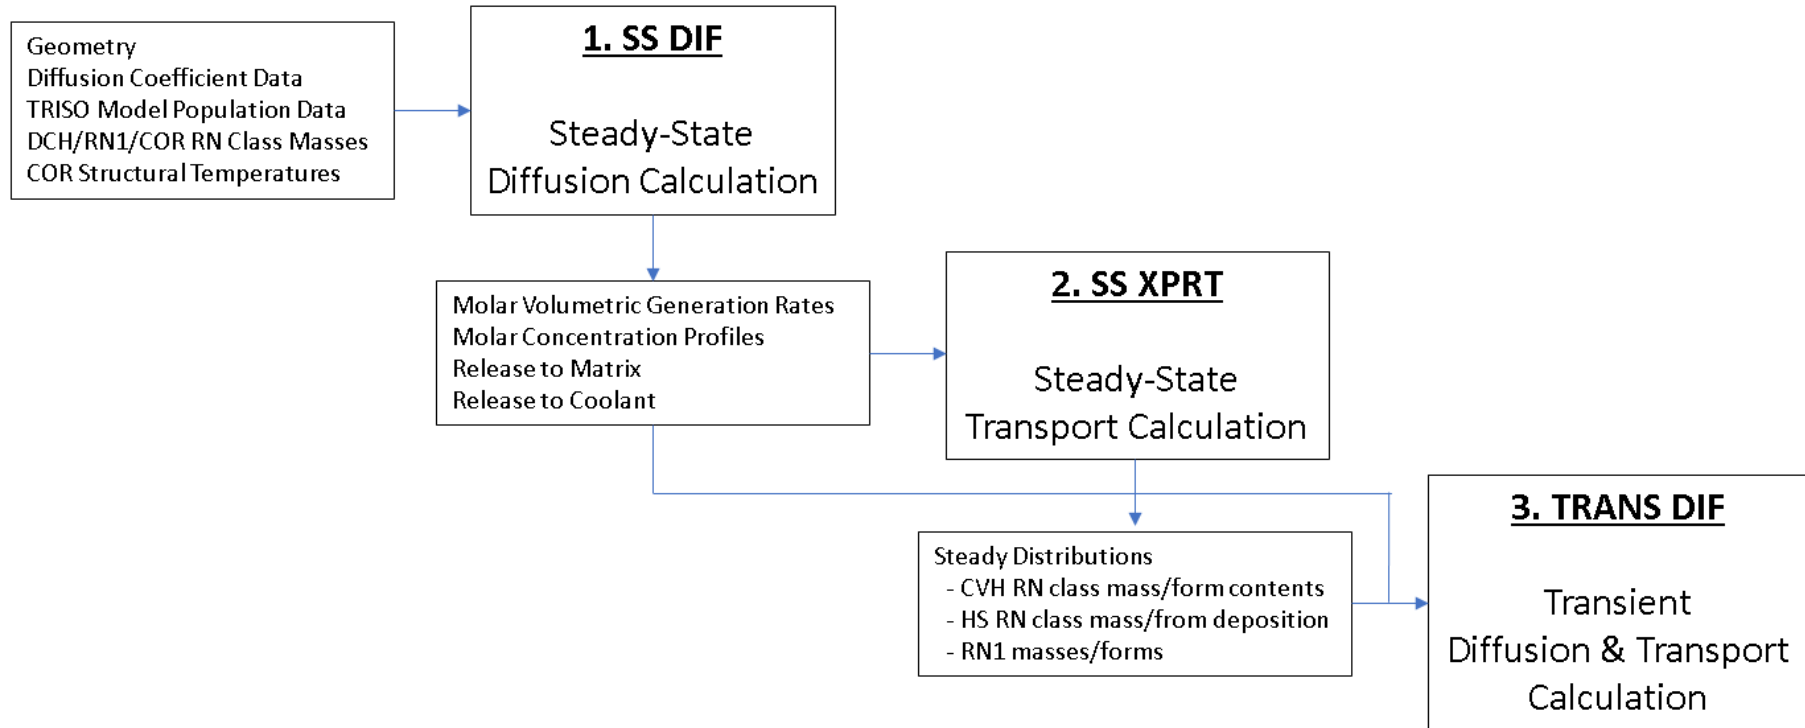 Geometry
Diffusion Coefficient Data
TRISO Model Population Data
DCH/RN1/COR RN Class Masses
COR Structural Temperatures
1. SS DIF
Steady-State
Diffusion Calculation
Molar Volumetric Generation Rates
Molar Concentration Profiles
Release to Matrix
Release to Coolant
2. SS XPRT
Steady-State
Transport Calculation
Steady Distributions
- CVH RN class mass/form contents
- HS RN class mass/from deposition
- RN1 masses/forms
3. TRANS DIF
Transient
Diffusion & Transport
Calculation